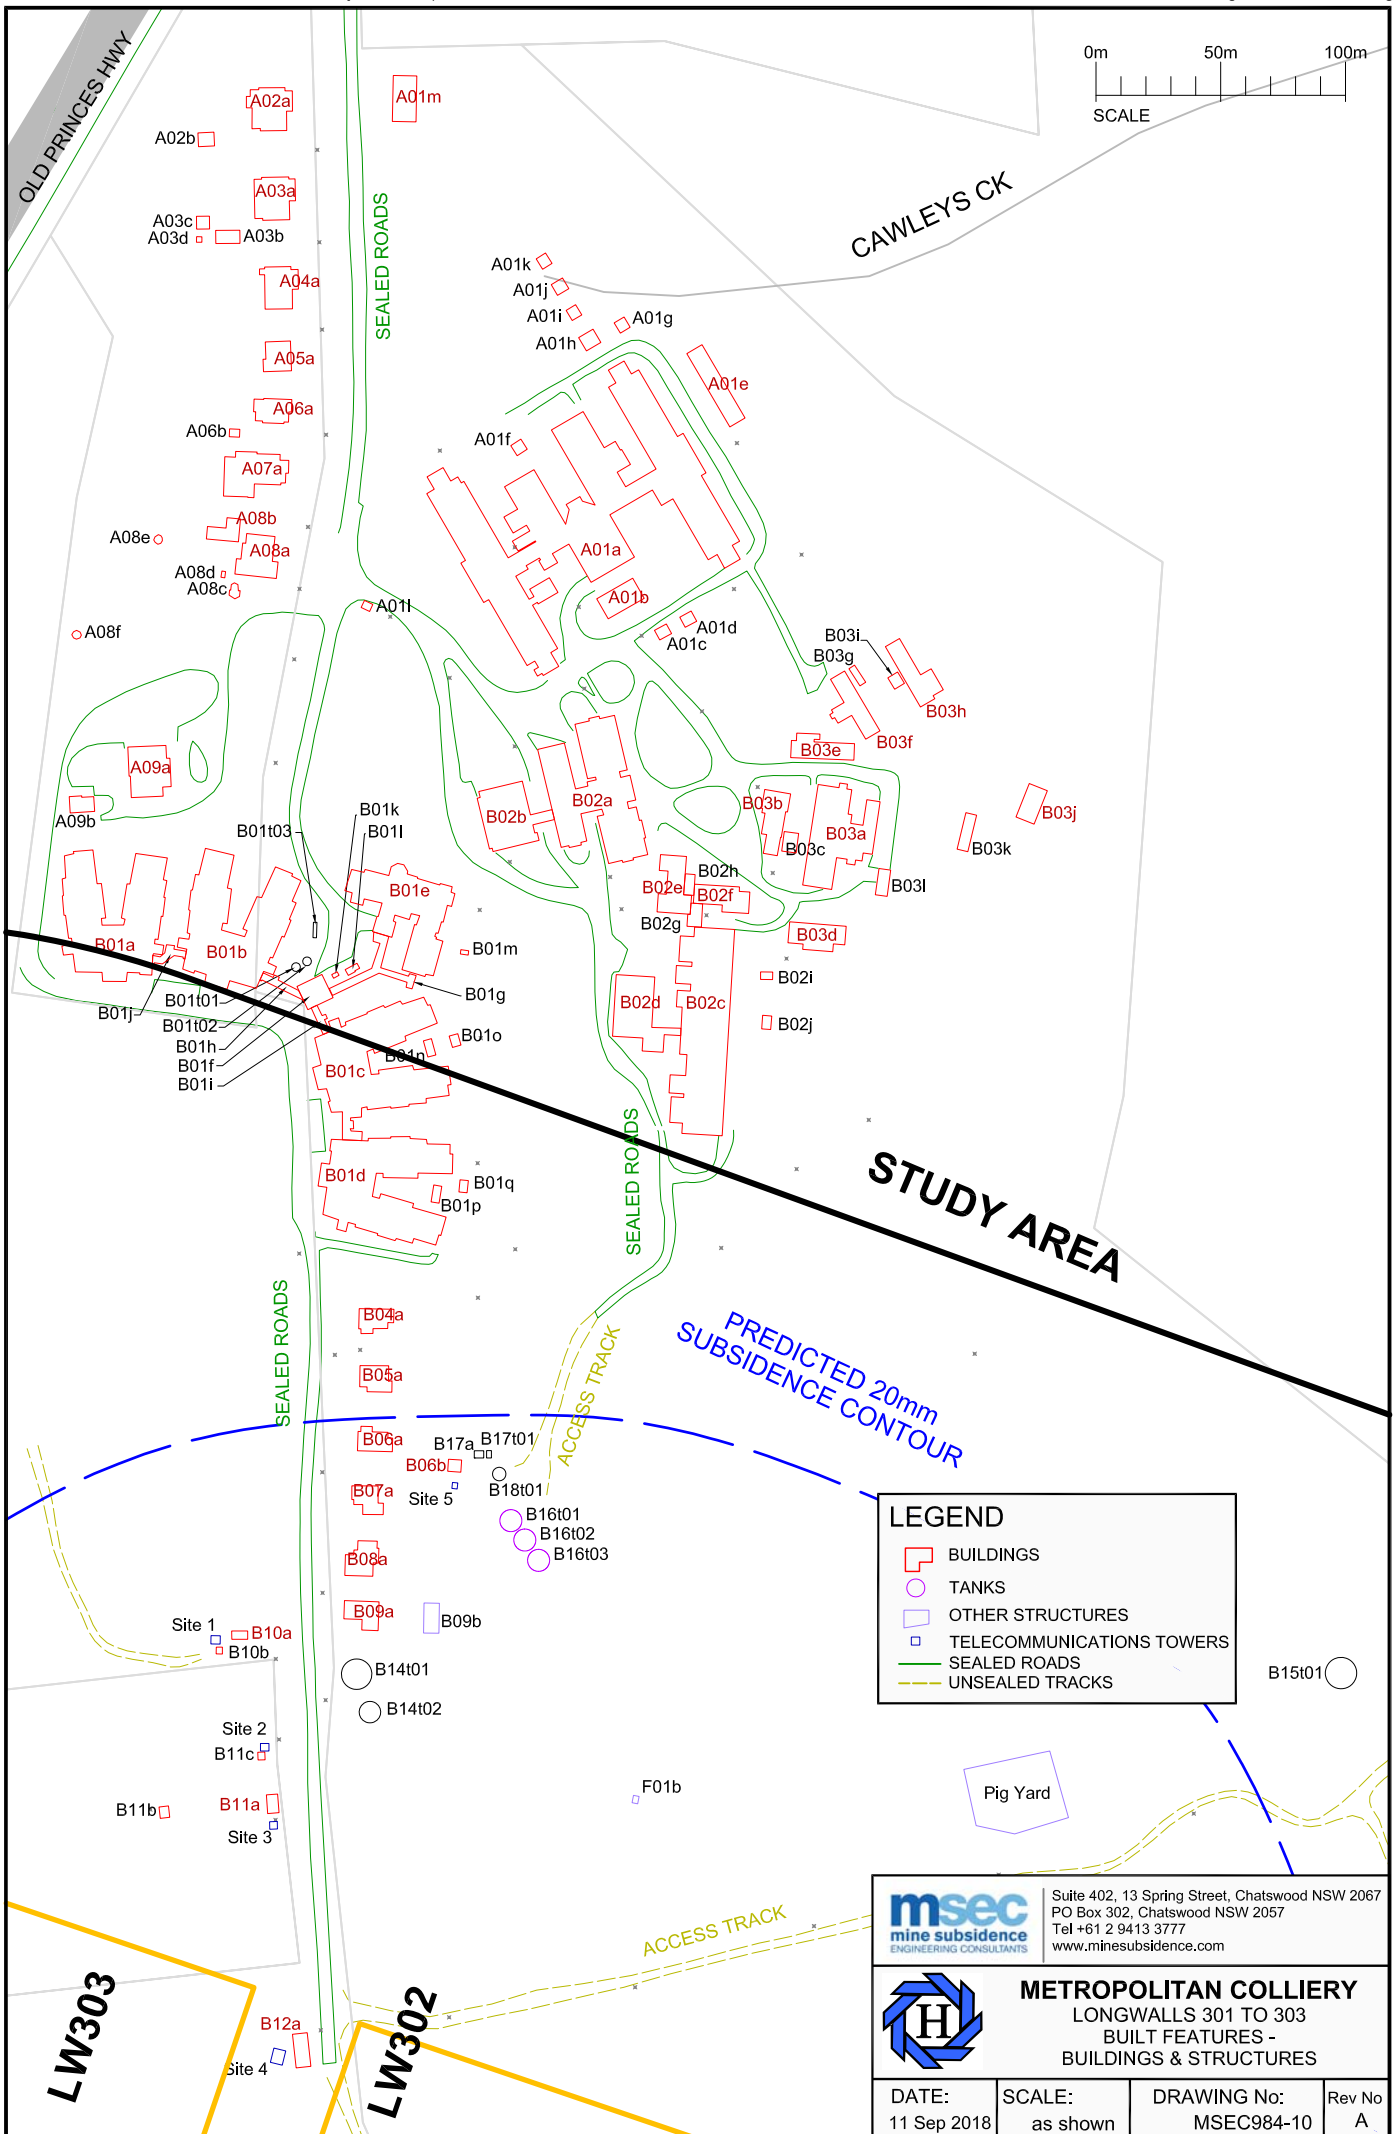 OLD PRINCES HWY
0m 50m 100m
SCALE
A02a
A01m
A02b
A03a
CAWLEYS CK
A03c
A03d
A03b
SEALED ROADS
A01k
A04a
A01j
A01i
A01g
A01h
A05a
A01e
A06a
A06b
A01f
A07a
A08b
A08e
A08a
A01a
A08d
A08c
A01b
A01l
A01d
A08f
A01c
B03i
B03g
B03h
B03f
B03e
A09a
B02a
B03b
B01k
B03j
A09b
B02b
B01t03
B01l
B03a
B03c
B03k
B02h
B01e
B02e
B02f
B03l
B02g
B03d
B01a
B01b
B01m
B02i
B01t01
B01g
B02d
B02c
B01j
B01t02
B02j
B01h
B01o
B01n
B01f
B01c
B01i
SEALED ROADS
STUDY AREA
B01d
B01q
B01p
SEALED ROADS
B04a
PREDICTED 20mm
SUBSIDENCE CONTOUR
B05a
ACCESS TRACK
B06a
B17a
B17t01
B06b
B18t01
B07a
Site 5
B16t01
B16t02
B16t03
B08a
B09a
B09b
Site 1
B10a
B10b
B14t01
B14t02
B15t01
LEGEND
BUILDINGS
TANKS
OTHER STRUCTURES
TELECOMMUNICATIONS TOWERS
SEALED ROADS
UNSEALED TRACKS
Site 2
B11c
F01b
Pig Yard
B11b
B11a
Site 3
ACCESS TRACK
LW303
LW302
B12a
Site 4
msec
mine subsidence
ENGINEERING CONSULTANTS
Suite 402, 13 Spring Street, Chatswood NSW 2067
PO Box 302, Chatswood NSW 2057
Tel +61 2 9413 3777
www.minesubsidence.com
H
METROPOLITAN COLLIERY
LONGWALLS 301 TO 303
BUILT FEATURES -
BUILDINGS & STRUCTURES
DATE:
11 Sep 2018
SCALE:
as shown
DRAWING No:
MSEC984-10
Rev No
A